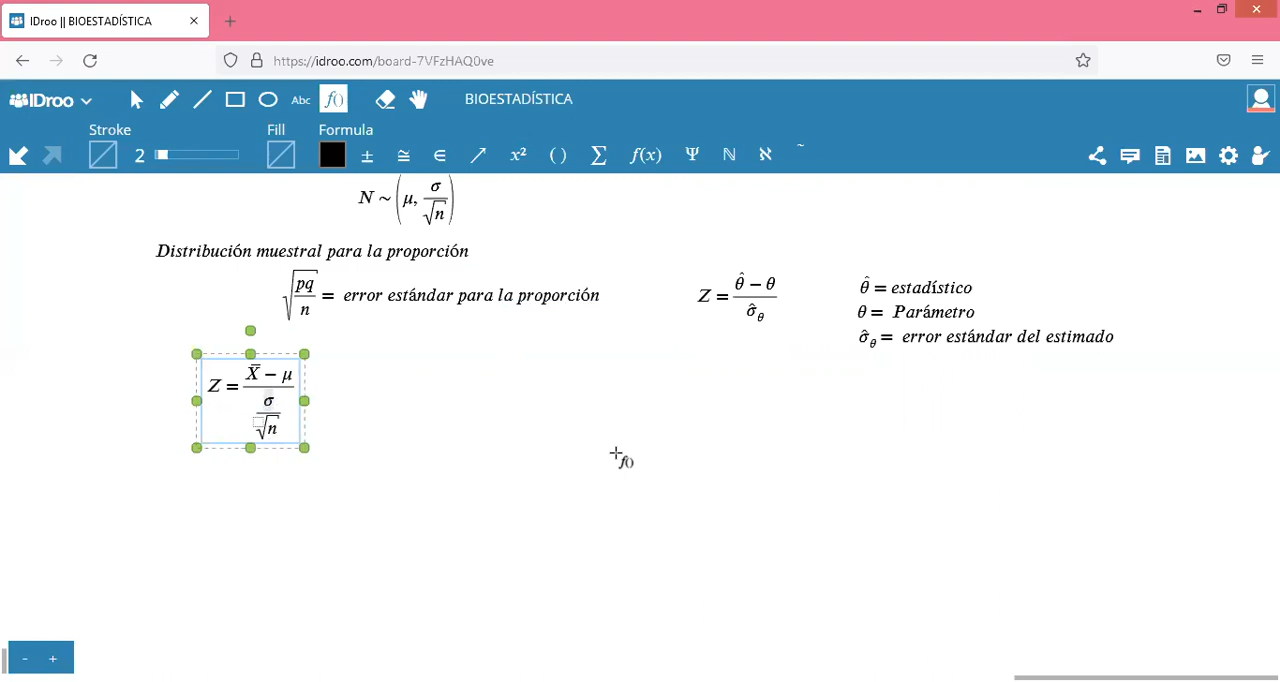 IDroo || BIOESTADÍSTICA
https://idroo.com/board-7VFzHAQ0ve
IDroo Abc f() BIOESTADÍSTICA
Stroke Fill Formula
2 ± ≅ ∈ x² ( ) ∑ f(x) Ψ ℕ ℵ ~
N ~ (μ, σ/√n)
Distribución muestral para la proporción
√(pq/n) = error estándar para la proporción
Z = (θ̂ − θ)/σ̂_θ
θ̂ = estadístico
θ = Parámetro
σ̂_θ = error estándar del estimado
Z = (X̄ − μ)/(σ/√n)
f()
- +